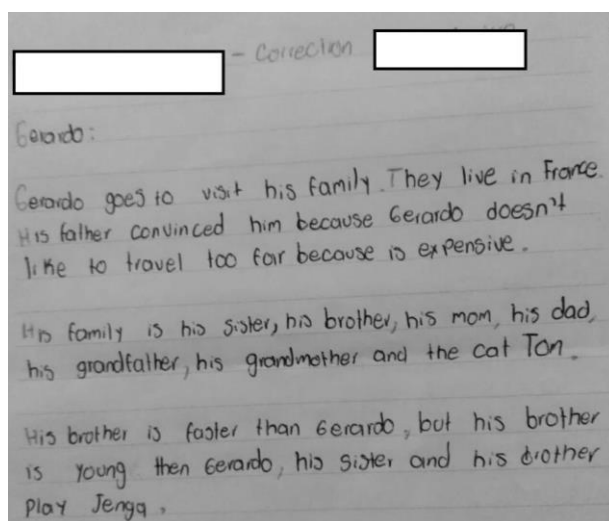 - Correction
Gerardo:
Gerardo goes to visit his family. They live in France.
His father convinced him because Gerardo doesn't
like to travel too far because is expensive.
His family is his sister, his brother, his mom, his dad,
his grandfather, his grandmother and the cat Ton.
His brother is faster than Gerardo, but his brother
is young then Gerardo, his sister and his brother
Play Jenga.